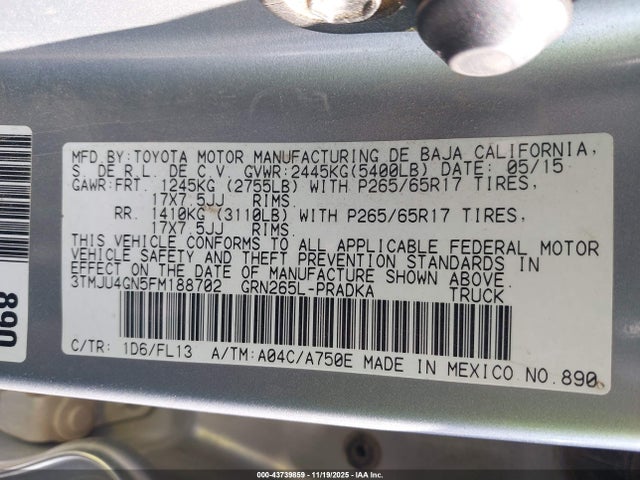 MFD.BY:TOYOTA MOTOR MANUFACTURING DE BAJA CALIFORNIA,
S. DE R.L. DE C.V. GVWR:2445KG(5400LB) 05/15
GAWR:FRT. 1245KG (2755LB) WITH P265/65R17 TIRES,
17X7.5JJ RIMS.
RR. 1410KG(3110LB) WITH P265/65R17 TIRES,
17X7.5JJ RIMS.
THIS VEHICLE CONFORMS TO ALL APPLICABLE FEDERAL MOTOR
VEHICLE SAFETY AND THEFT PREVENTION STANDARDS IN
EFFECT ON THE DATE OF MANUFACTURE SHOWN ABOVE.
3TMJU4GN5FM188702 GRN265L-PRADKA TRUCK
C/TR: 1D6/FL13 A/TM:A04C/A750E MADE IN MEXICO NO.890
890
000-43739859 - 11/19/2025 - IAA Inc.